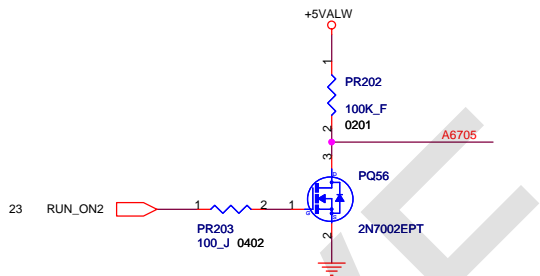 +5VALW
1
PR202
100K_F
0201
2
A6705
3
PQ56
23 RUN_ON2 1 2 1
PR203
100_J 0402
2N7002EPT
2